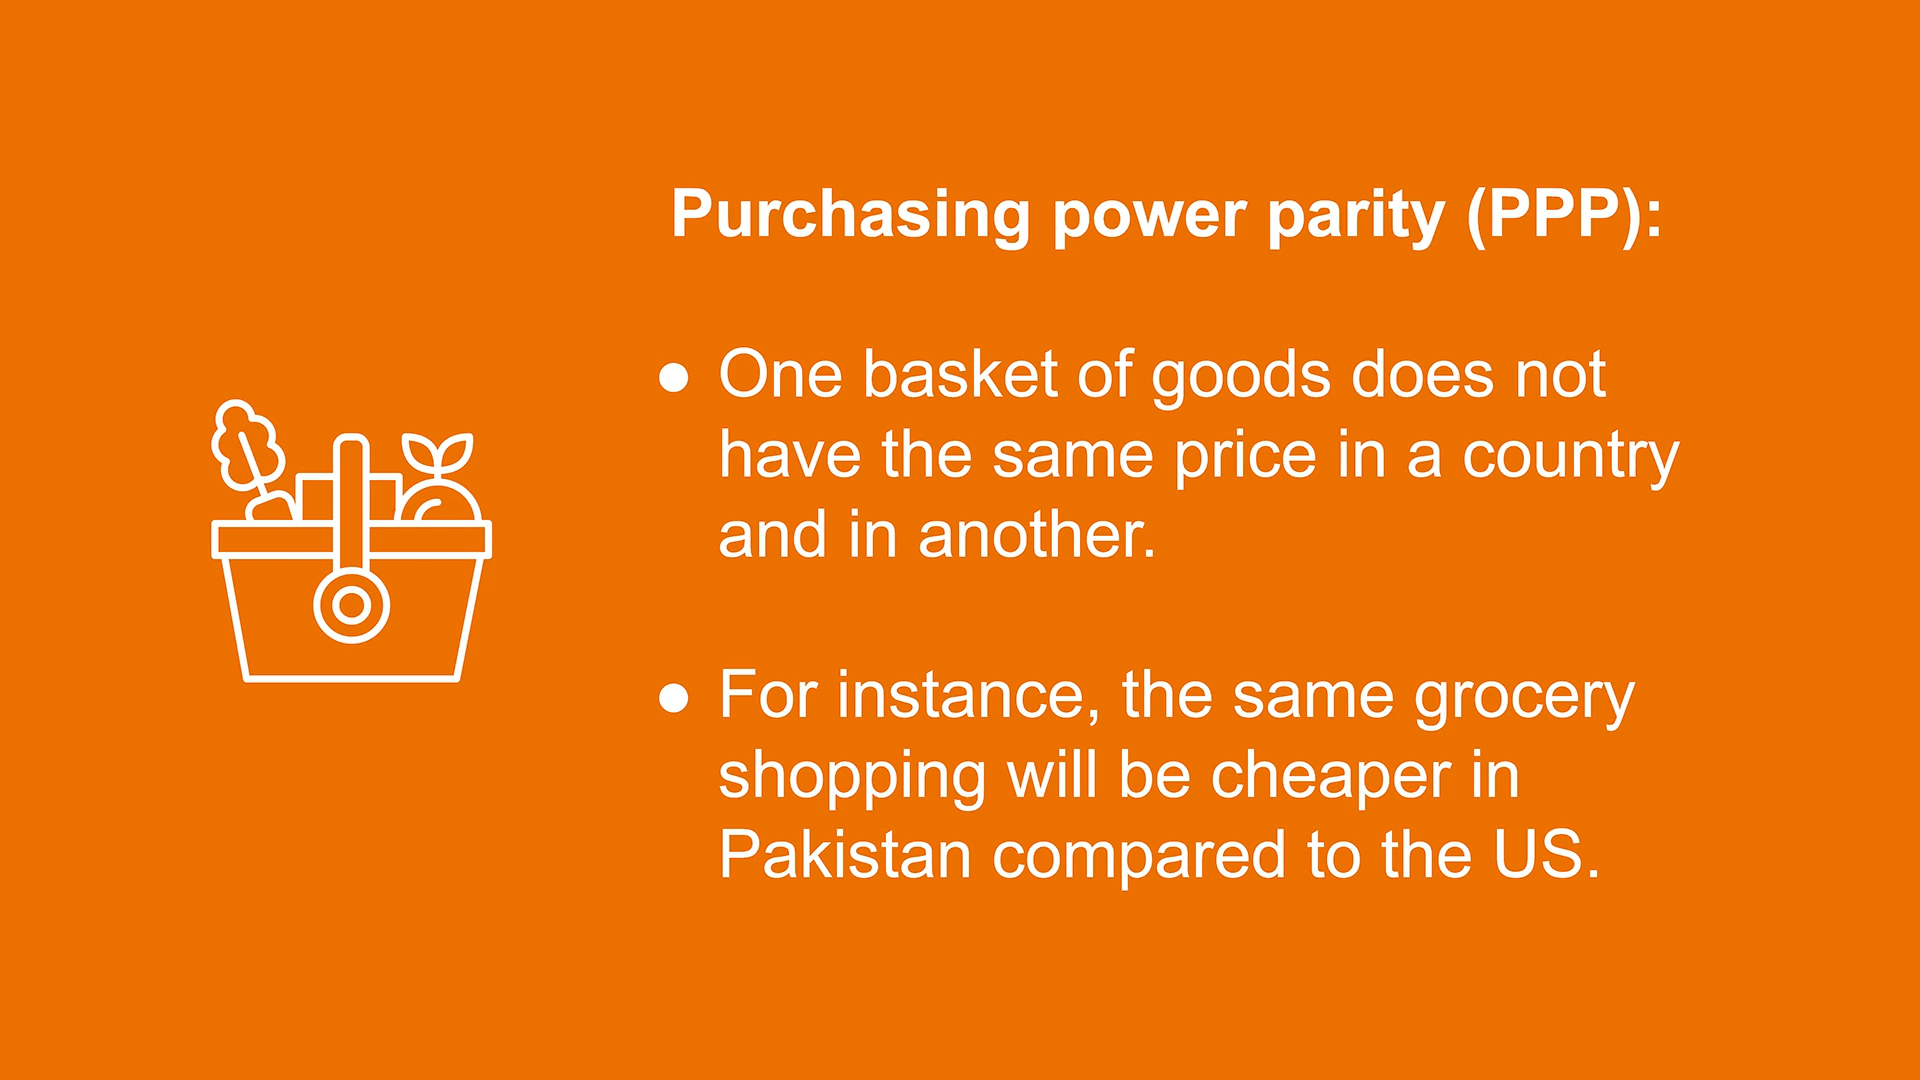 Purchasing power parity (PPP):
● One basket of goods does not
have the same price in a country
and in another.
● For instance, the same grocery
shopping will be cheaper in
Pakistan compared to the US.